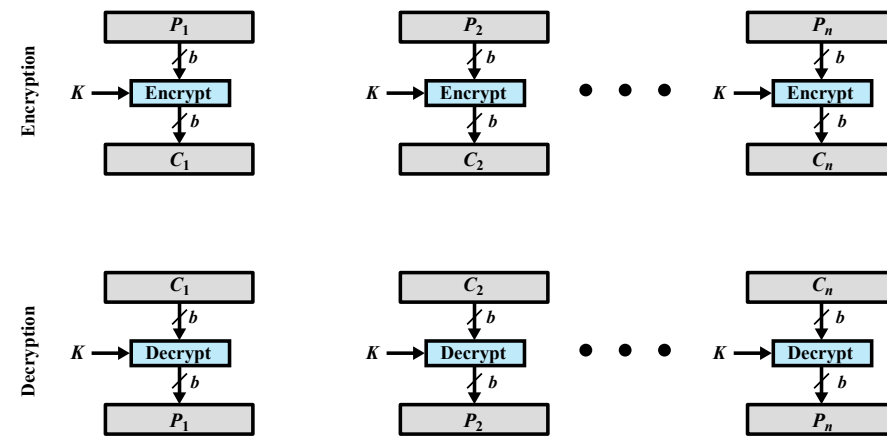 P1 P2 Pn
b b b
Encryption K Encrypt K Encrypt • • • K Encrypt
b b b
C1 C2 Cn
C1 C2 Cn
b b b
Decryption K Decrypt K Decrypt • • • K Decrypt
b b b
P1 P2 Pn